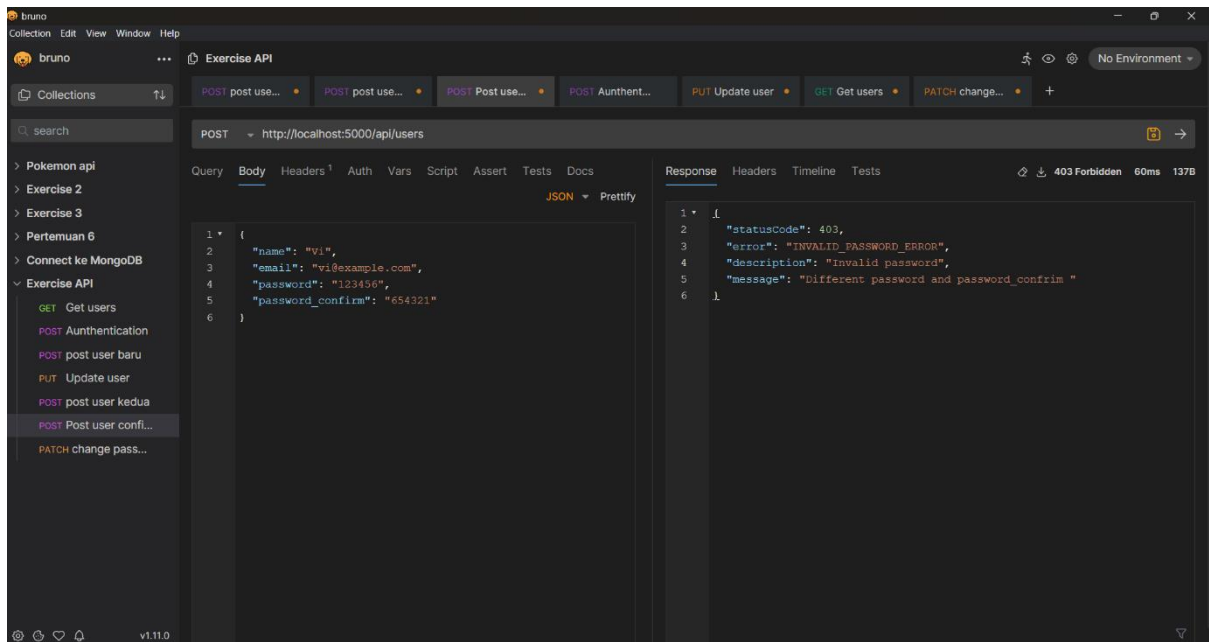 bruno
Collection Edit View Window Help
bruno
Exercise API
No Environment
Collections
POST post use...
POST post use...
POST Post use...
POST Aunthent...
PUT Update user
GET Get users
PATCH change...
search
POST http://localhost:5000/api/users
Pokemon api
Exercise 2
Exercise 3
Pertemuan 6
Connect ke MongoDB
Exercise API
GET Get users
POST Aunthentication
POST post user baru
PUT Update user
POST post user kedua
POST Post user confi...
PATCH change pass...
v1.11.0
Query Body Headers 1 Auth Vars Script Assert Tests Docs
JSON Prettify
1 {
2 "name": "Vi",
3 "email": "vi@example.com",
4 "password": "123456",
5 "password_confirm": "654321"
6 }
Response Headers Timeline Tests 403 Forbidden 60ms 137B
1 {
2 "statusCode": 403,
3 "error": "INVALID_PASSWORD_ERROR",
4 "description": "Invalid password",
5 "message": "Different password and password_confrim "
6 }